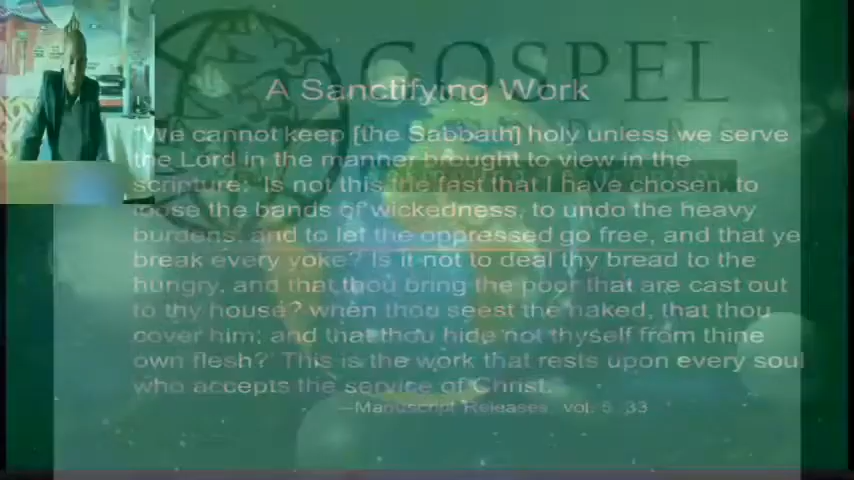 GOSPEL
A Sanctifying Work
"We cannot keep [the Sabbath] holy unless we serve
the Lord in the manner brought to view in the
scripture: 'Is not this the fast that I have chosen, to
loose the bands of wickedness, to undo the heavy
burdens, and to let the oppressed go free, and that ye
break every yoke? Is it not to deal thy bread to the
hungry, and that thou bring the poor that are cast out
to thy house? when thou seest the naked, that thou
cover him; and that thou hide not thyself from thine
own flesh?' This is the work that rests upon every soul
who accepts the service of Christ.
—Manuscript Releases, vol. 5, 33